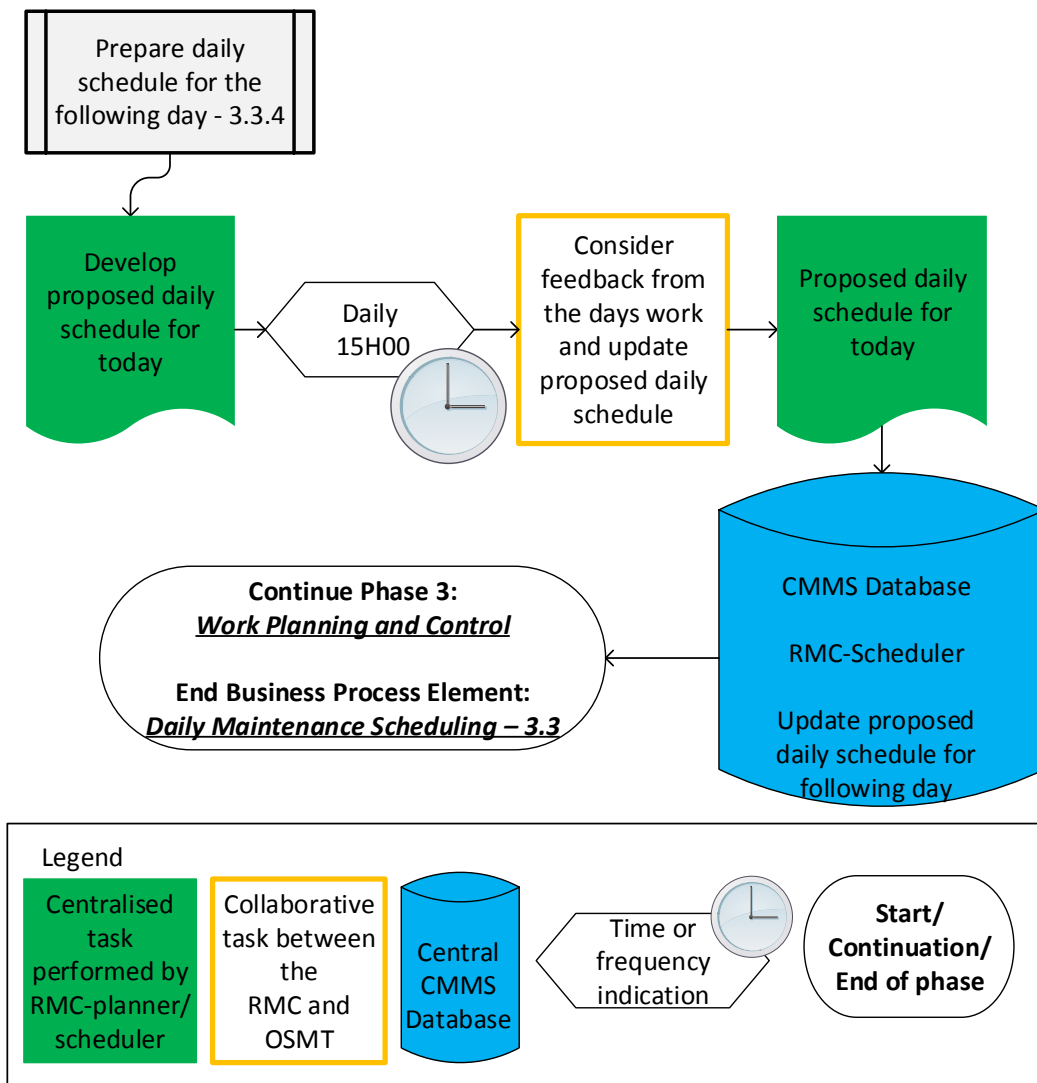 Prepare daily
schedule for the
following day - 3.3.4
Develop
proposed daily
schedule for
today
Daily
15H00
Consider
feedback from
the days work
and update
proposed daily
schedule
Proposed daily
schedule for
today
CMMS Database
RMC-Scheduler
Update proposed
daily schedule for
following day
Continue Phase 3:
Work Planning and Control
End Business Process Element:
Daily Maintenance Scheduling – 3.3
Legend
Centralised
task
performed by
RMC-planner/
scheduler
Collaborative
task between
the
RMC and
OSMT
Central
CMMS
Database
Time or
frequency
indication
Start/
Continuation/
End of phase